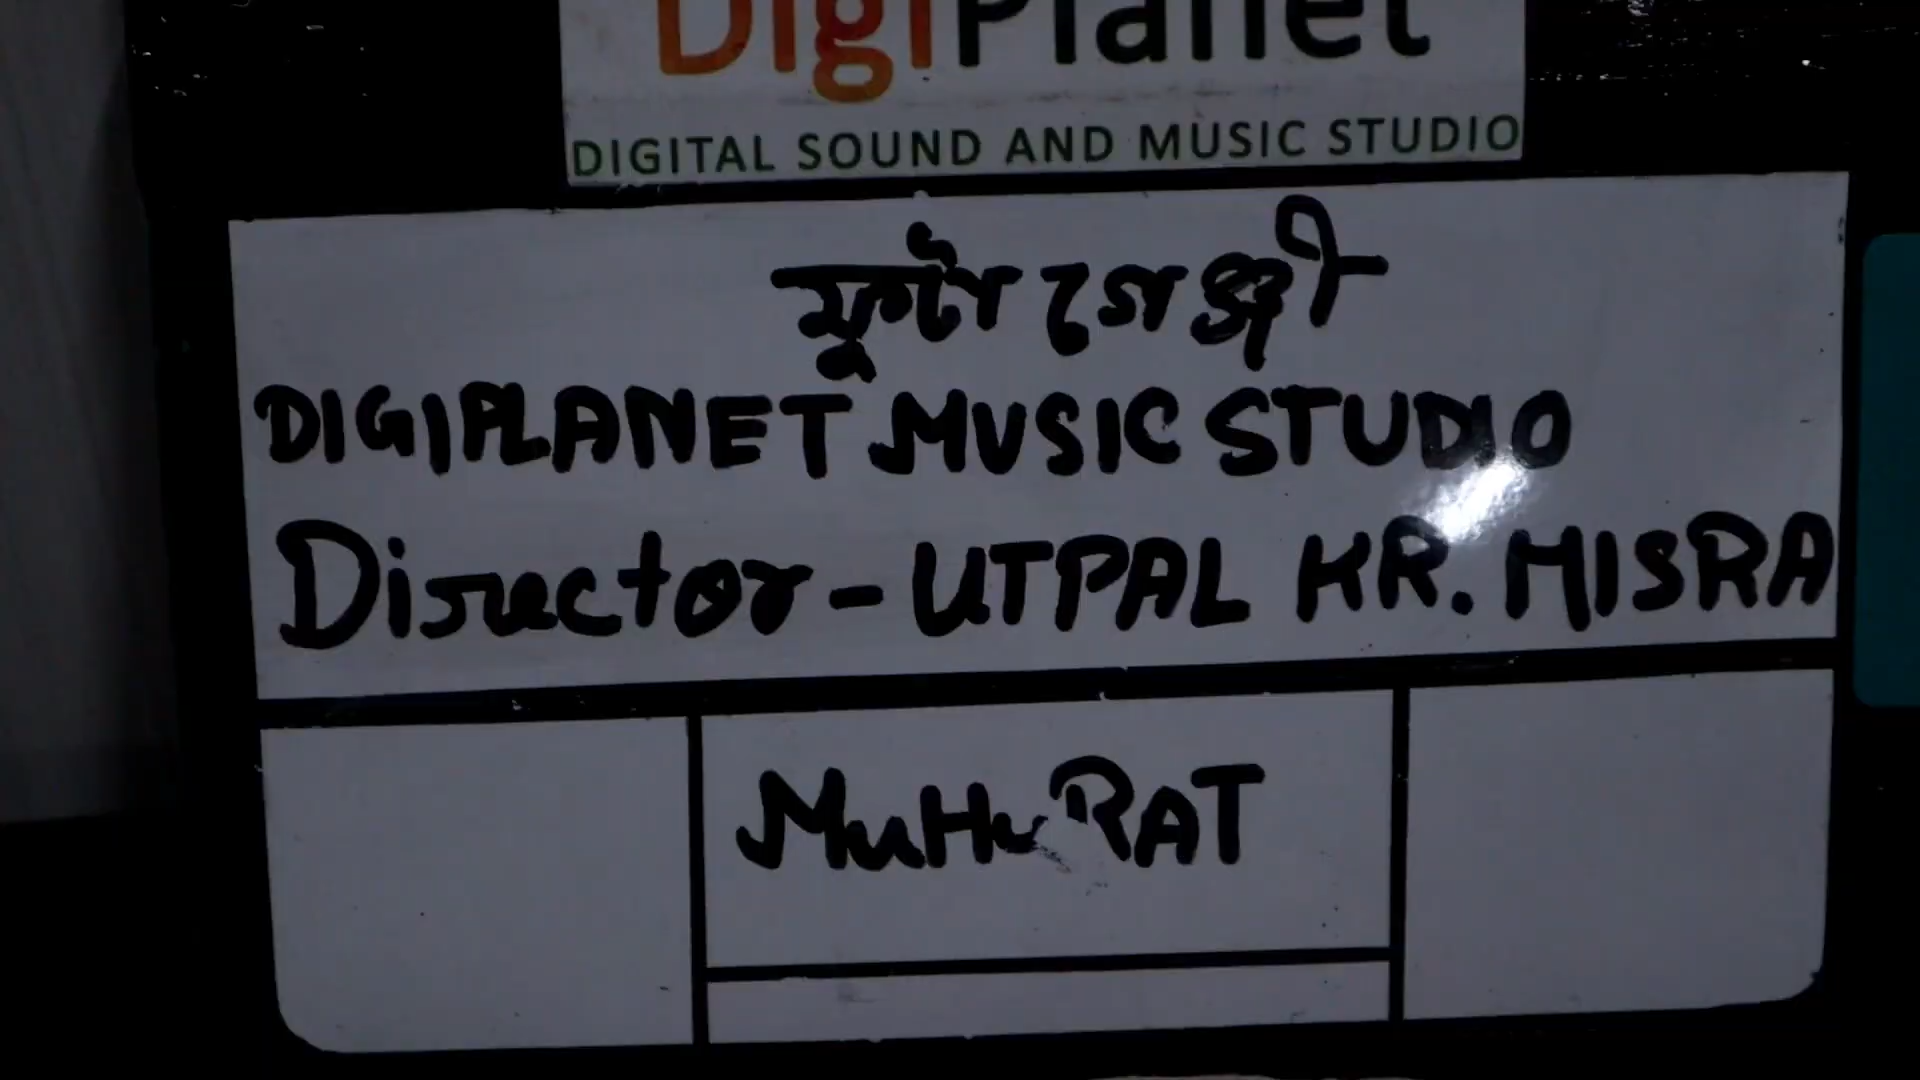 DigiPlanet
DIGITAL SOUND AND MUSIC STUDIO
ফুটো গেঞ্জী
DIGIPLANET MUSIC STUDIO
Director - UTPAL KR. MISRA
MuHuRAT